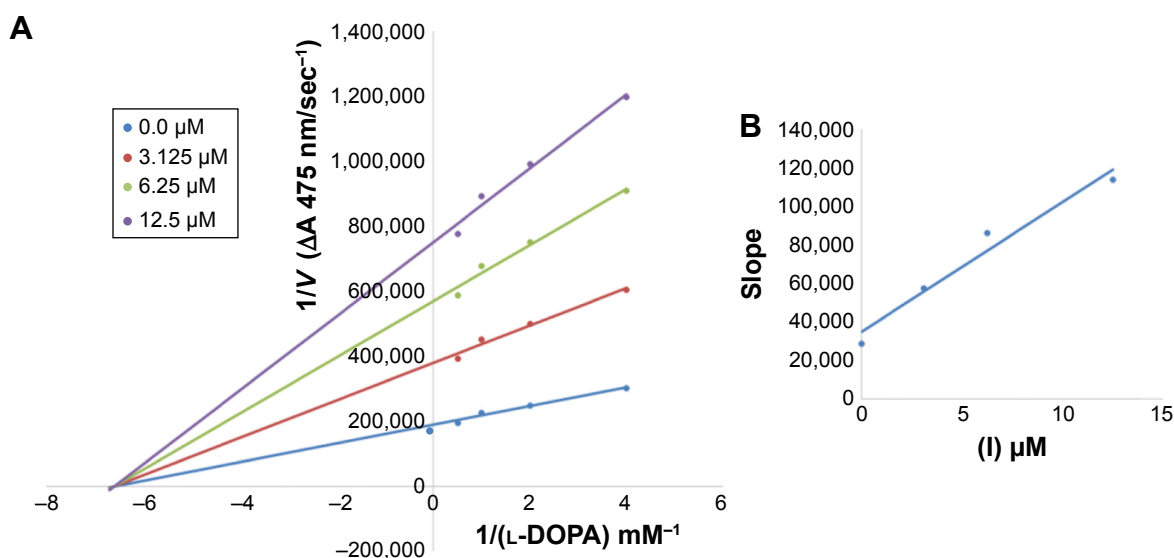 A
1/V (ΔA 475 nm/sec⁻¹)
1,400,000
1,200,000
1,000,000
800,000
600,000
400,000
200,000
0
–200,000
0.0 µM
3.125 µM
6.25 µM
12.5 µM
–8
–6
–4
–2
0
2
4
6
1/(L-DOPA) mM⁻¹
B
Slope
140,000
120,000
100,000
80,000
60,000
40,000
20,000
0
0
5
10
15
(I) µM